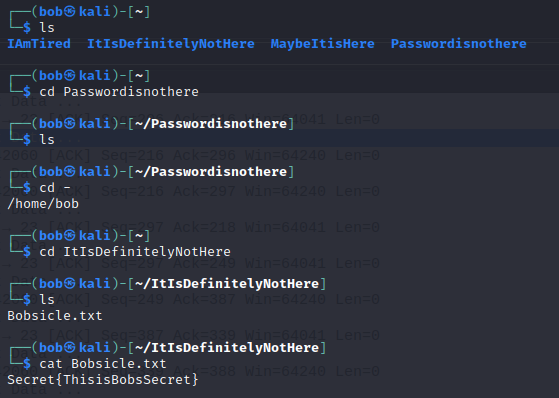 ┌──(bob㉿kali)-[~]
└─$ ls
IAmTired ItIsDefinitelyNotHere MaybeItisHere Passwordisnothere
┌──(bob㉿kali)-[~]
└─$ cd Passwordisnothere
┌──(bob㉿kali)-[~/Passwordisnothere]
└─$ ls
┌──(bob㉿kali)-[~/Passwordisnothere]
└─$ cd -
/home/bob
┌──(bob㉿kali)-[~]
└─$ cd ItIsDefinitelyNotHere
┌──(bob㉿kali)-[~/ItIsDefinitelyNotHere]
└─$ ls
Bobsicle.txt
┌──(bob㉿kali)-[~/ItIsDefinitelyNotHere]
└─$ cat Bobsicle.txt
Secret{ThisisBobsSecret}